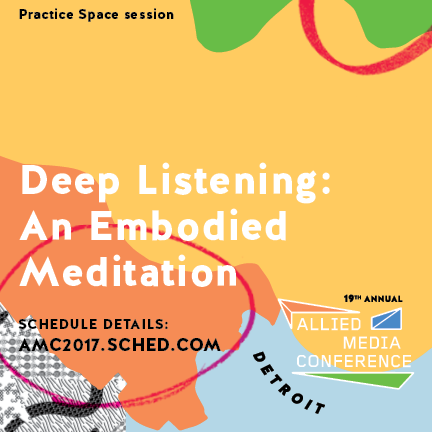 Practice Space session
Deep Listening:
An Embodied
Meditation
SCHEDULE DETAILS:
AMC2017.SCHED.COM
19TH ANNUAL
ALLIED
MEDIA
CONFERENCE
DETROIT